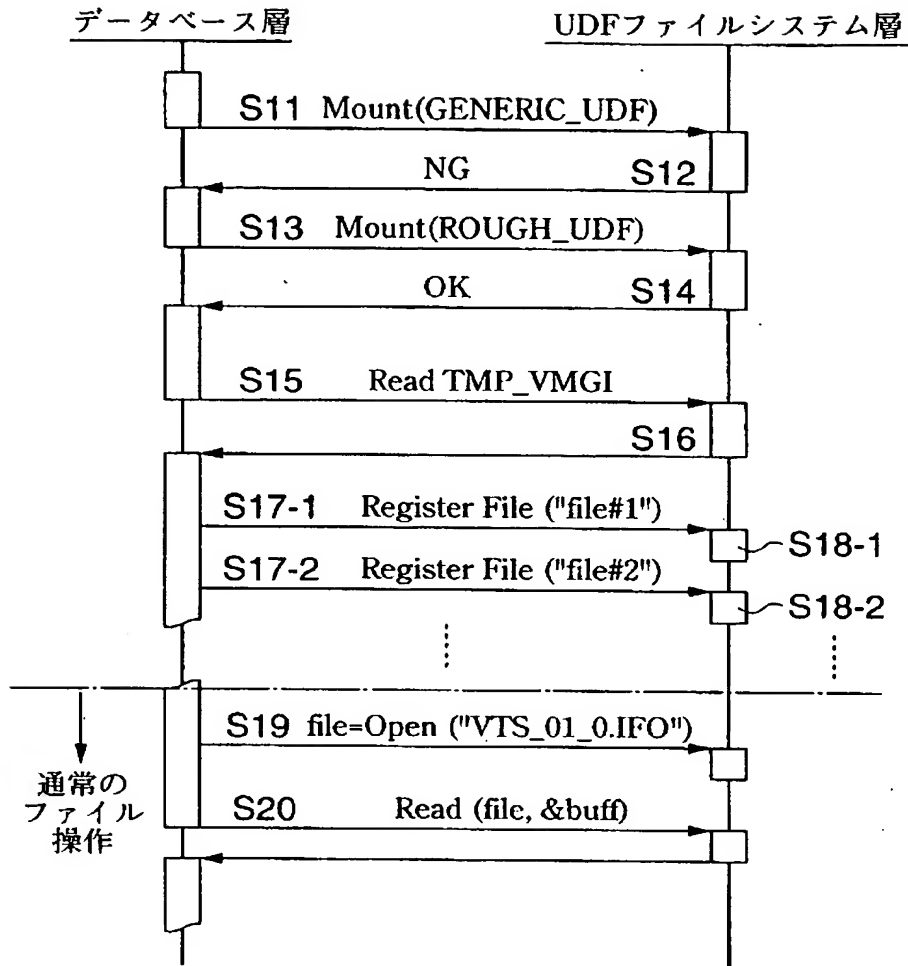 データベース層
UDFファイルシステム層
S11 Mount(GENERIC_UDF)
NG S12
S13 Mount(ROUGH_UDF)
OK S14
S15 Read TMP_VMGI
S16
S17-1 Register File ("file#1")
S18-1
S17-2 Register File ("file#2")
S18-2
S19 file=Open ("VTS_01_0.IFO")
通常の
ファイル
操作
S20 Read (file, &buff)